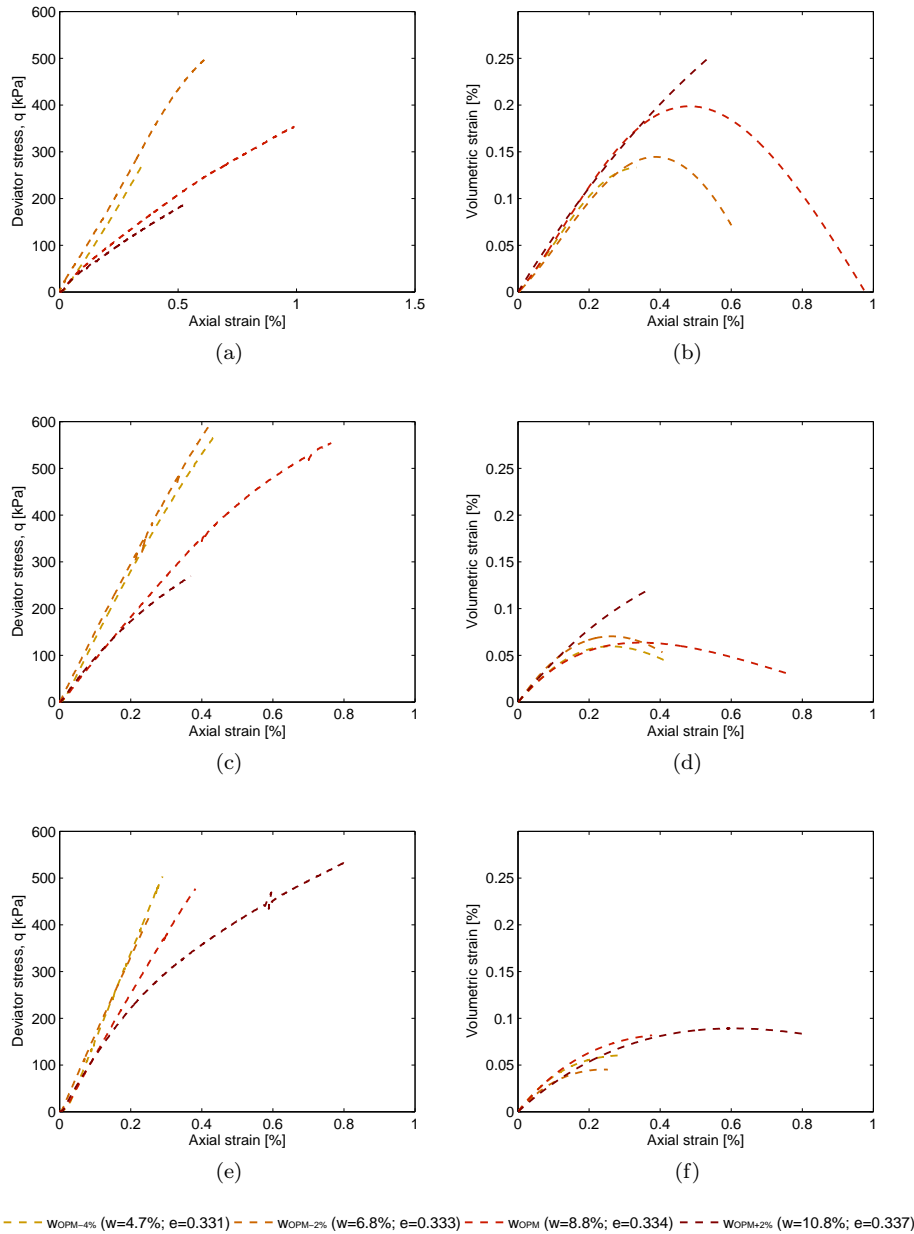 600
500
400
300
200
100
0
0 0.5 1 1.5
Deviator stress, q [kPa]
Axial strain [%]
(a)
0.25
0.2
0.15
0.1
0.05
0
0 0.2 0.4 0.6 0.8 1
Volumetric strain [%]
Axial strain [%]
(b)
600
500
400
300
200
100
0
0 0.2 0.4 0.6 0.8 1
Deviator stress, q [kPa]
Axial strain [%]
(c)
0.25
0.2
0.15
0.1
0.05
0
0 0.2 0.4 0.6 0.8 1
Volumetric strain [%]
Axial strain [%]
(d)
600
500
400
300
200
100
0
0 0.2 0.4 0.6 0.8 1
Deviator stress, q [kPa]
Axial strain [%]
(e)
0.25
0.2
0.15
0.1
0.05
0
0 0.2 0.4 0.6 0.8 1
Volumetric strain [%]
Axial strain [%]
(f)
wOPM−4% (w=4.7%; e=0.331) wOPM−2% (w=6.8%; e=0.333) wOPM (w=8.8%; e=0.334) wOPM+2% (w=10.8%; e=0.337)